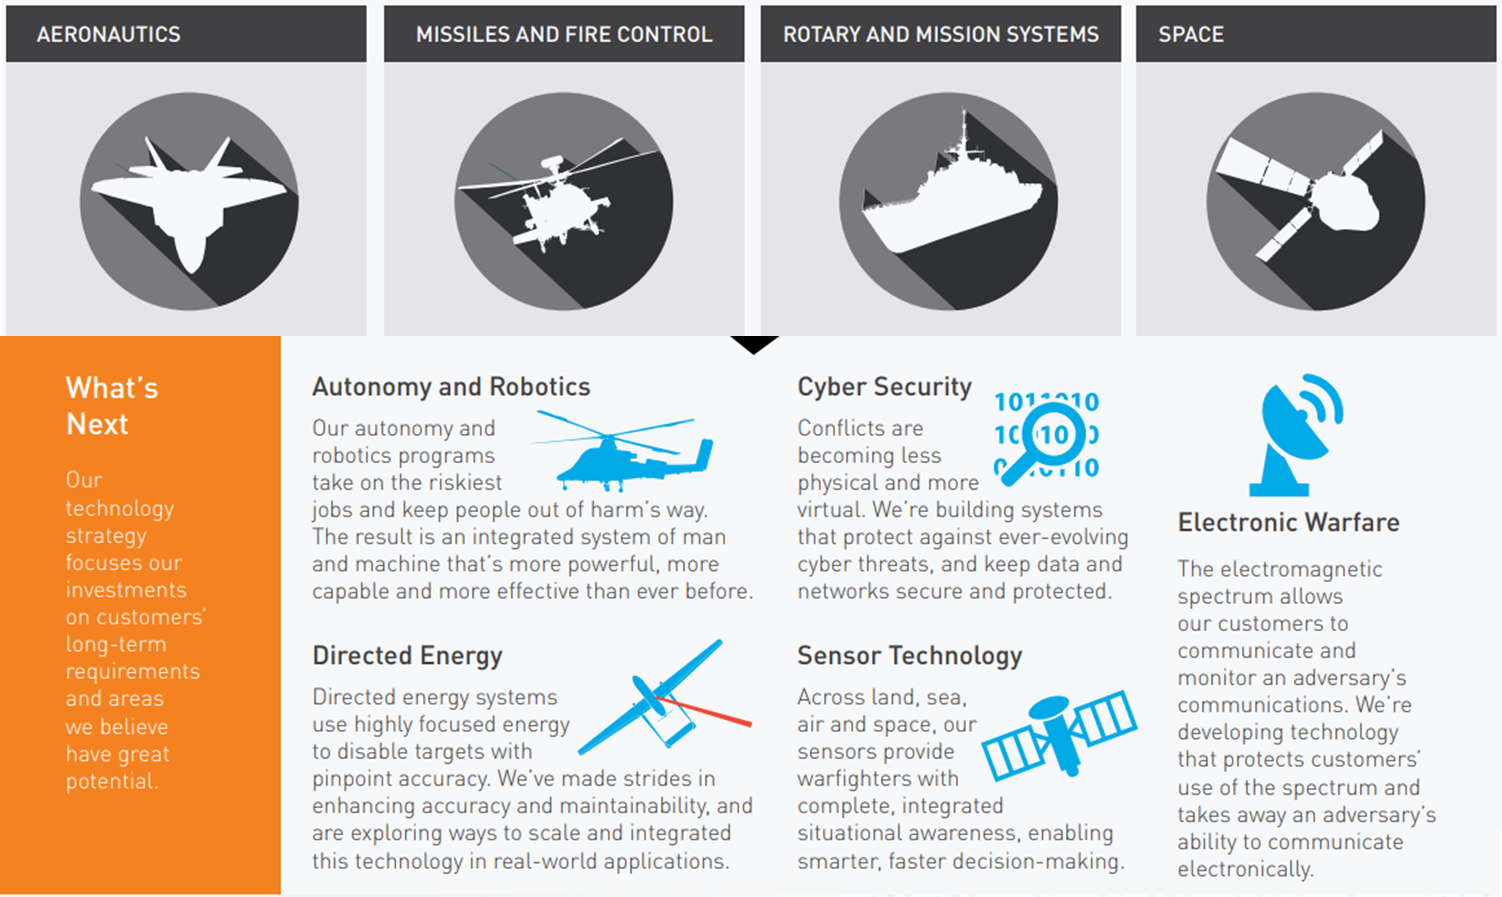 AERONAUTICS
MISSILES AND FIRE CONTROL
ROTARY AND MISSION SYSTEMS
SPACE
What's
Next
Our
technology
strategy
focuses our
investments
on customers'
long-term
requirements
and areas
we believe
have great
potential.
Autonomy and Robotics
Our autonomy and
robotics programs
take on the riskiest
jobs and keep people out of harm's way.
The result is an integrated system of man
and machine that's more powerful, more
capable and more effective than ever before.
Directed Energy
Directed energy systems
use highly focused energy
to disable targets with
pinpoint accuracy. We've made strides in
enhancing accuracy and maintainability, and
are exploring ways to scale and integrated
this technology in real-world applications.
Cyber Security
Conflicts are
becoming less
physical and more
virtual. We're building systems
that protect against ever-evolving
cyber threats, and keep data and
networks secure and protected.
Sensor Technology
Across land, sea,
air and space, our
sensors provide
warfighters with
complete, integrated
situational awareness, enabling
smarter, faster decision-making.
Electronic Warfare
The electromagnetic
spectrum allows
our customers to
communicate and
monitor an adversary's
communications. We're
developing technology
that protects customers'
use of the spectrum and
takes away an adversary's
ability to communicate
electronically.